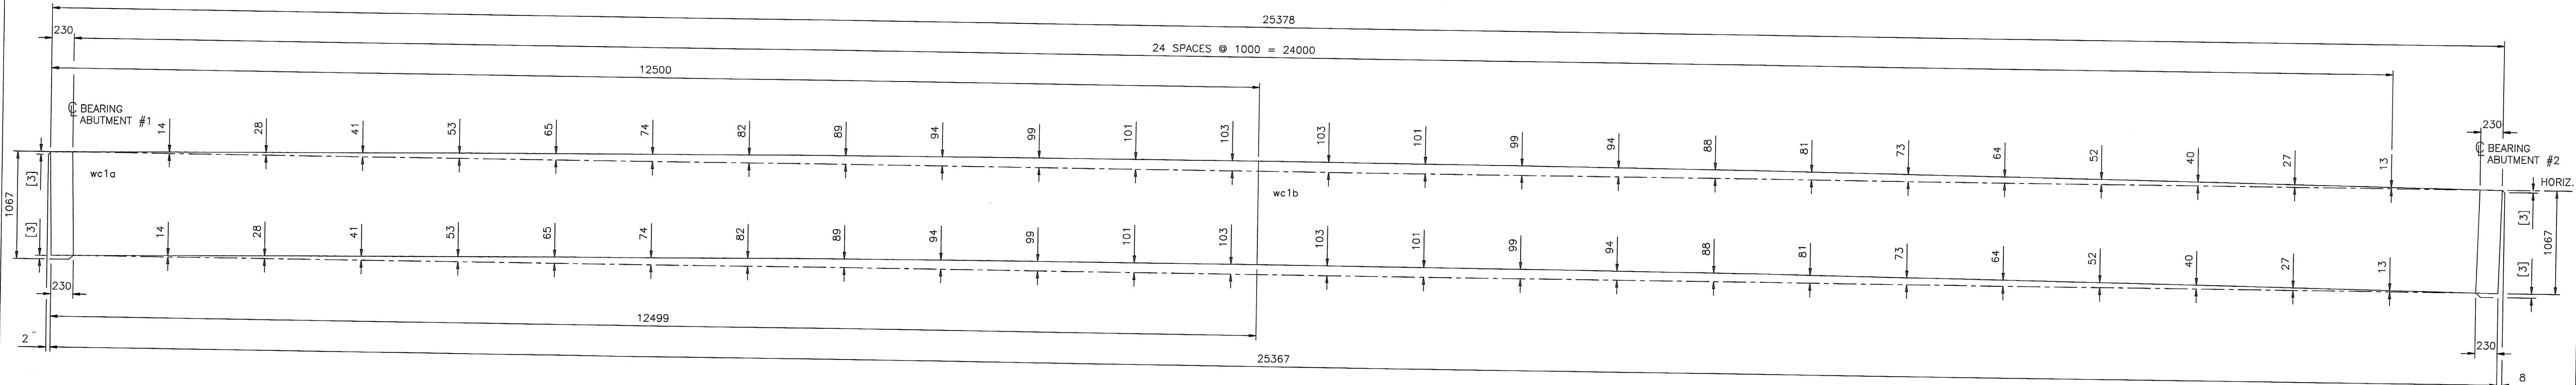 25378
230
24 SPACES @ 1000 = 24000
12500
℄ BEARING
ABUTMENT #1
14 28 41 53 65 74 82 89 94 99 101 103 103 101 99 94 88 81 73 64 52 40 27 13
230
℄ BEARING
ABUTMENT #2
HORIZ.
[3]
wc1a
wc1b
[3]
1067
1067
[3]
[3]
14 28 41 53 65 74 82 89 94 99 101 103 103 101 99 94 88 81 73 64 52 40 27 13
230
12499
2
230
25367
8